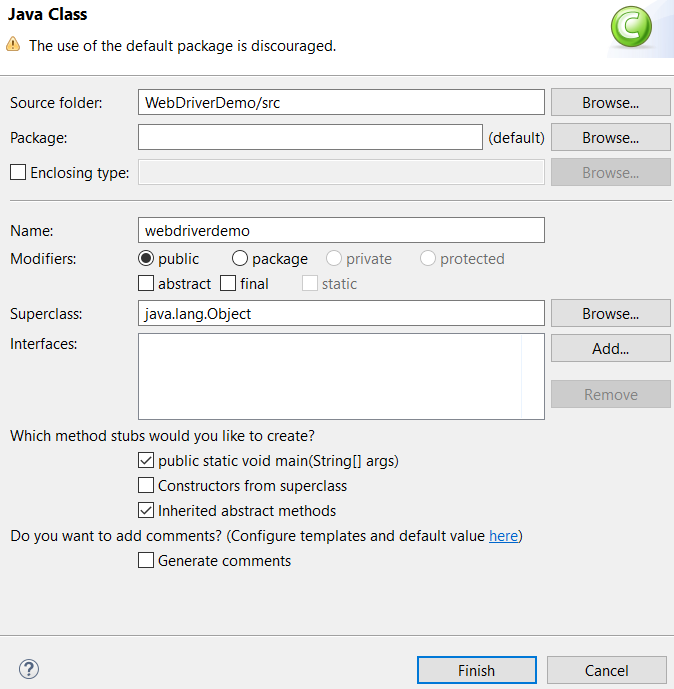 Java Class
The use of the default package is discouraged.
Source folder: WebDriverDemo/src Browse...
Package: (default) Browse...
Enclosing type: Browse...
Name: webdriverdemo
Modifiers: public package private protected
abstract final static
Superclass: java.lang.Object Browse...
Interfaces: Add...
Remove
Which method stubs would you like to create?
public static void main(String[] args)
Constructors from superclass
Inherited abstract methods
Do you want to add comments? (Configure templates and default value here)
Generate comments
? Finish Cancel